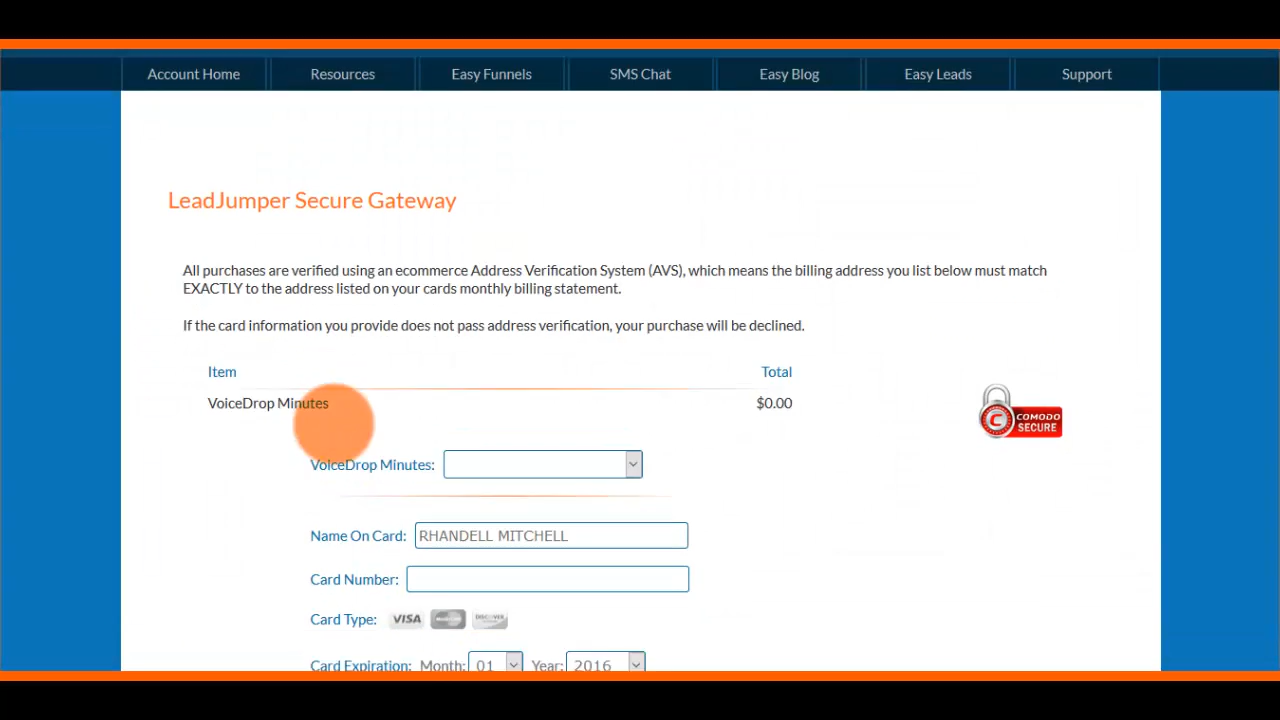 Account Home
Resources
Easy Funnels
SMS Chat
Easy Blog
Easy Leads
Support
LeadJumper Secure Gateway
All purchases are verified using an ecommerce Address Verification System (AVS), which means the billing address you list below must match
EXACTLY to the address listed on your cards monthly billing statement.
If the card information you provide does not pass address verification, your purchase will be declined.
Item Total
VoiceDrop Minutes $0.00
COMODO
SECURE
VoiceDrop Minutes:
Name On Card: RHANDELL MITCHELL
Card Number:
Card Type: VISA DISCOVER
Card Expiration: Month: 01 Year: 2016